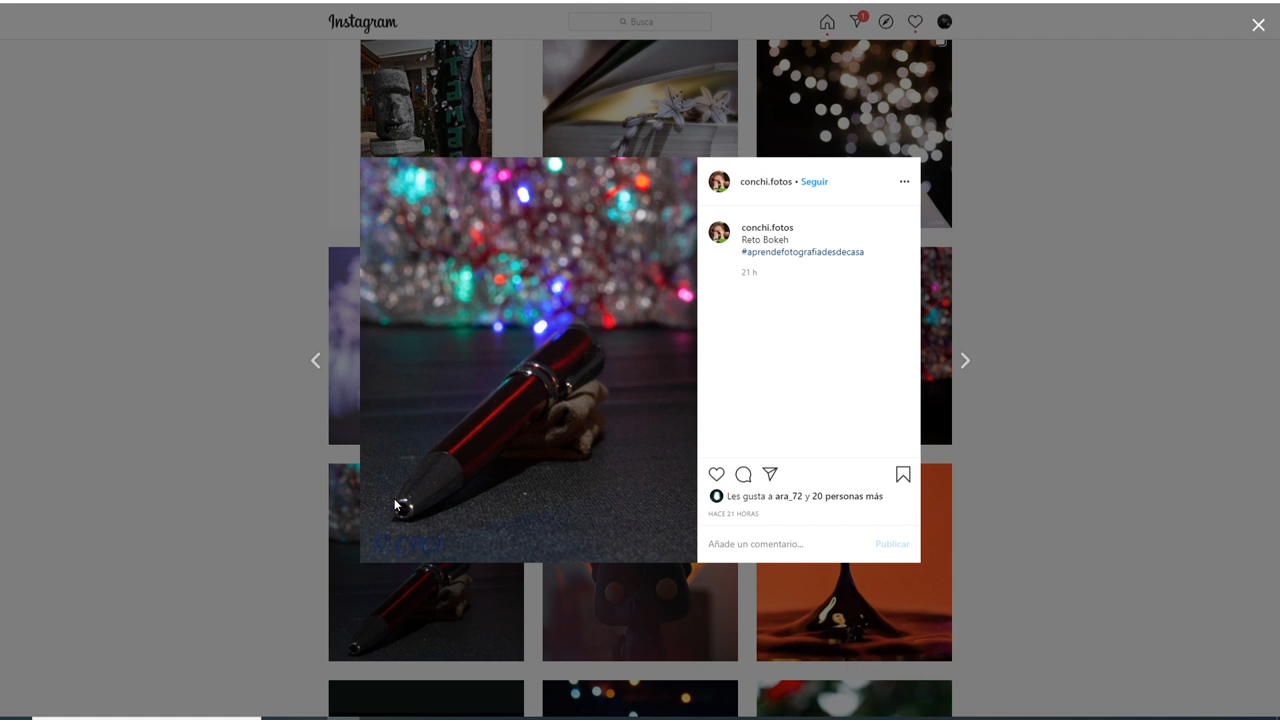 Instagram
Busca
1
conchi.fotos • Seguir
conchi.fotos
Reto Bokeh
#aprendefotografiadesdecasa
21 h
Les gusta a ara_72 y 20 personas más
HACE 21 HORAS
Añade un comentario...
Publicar